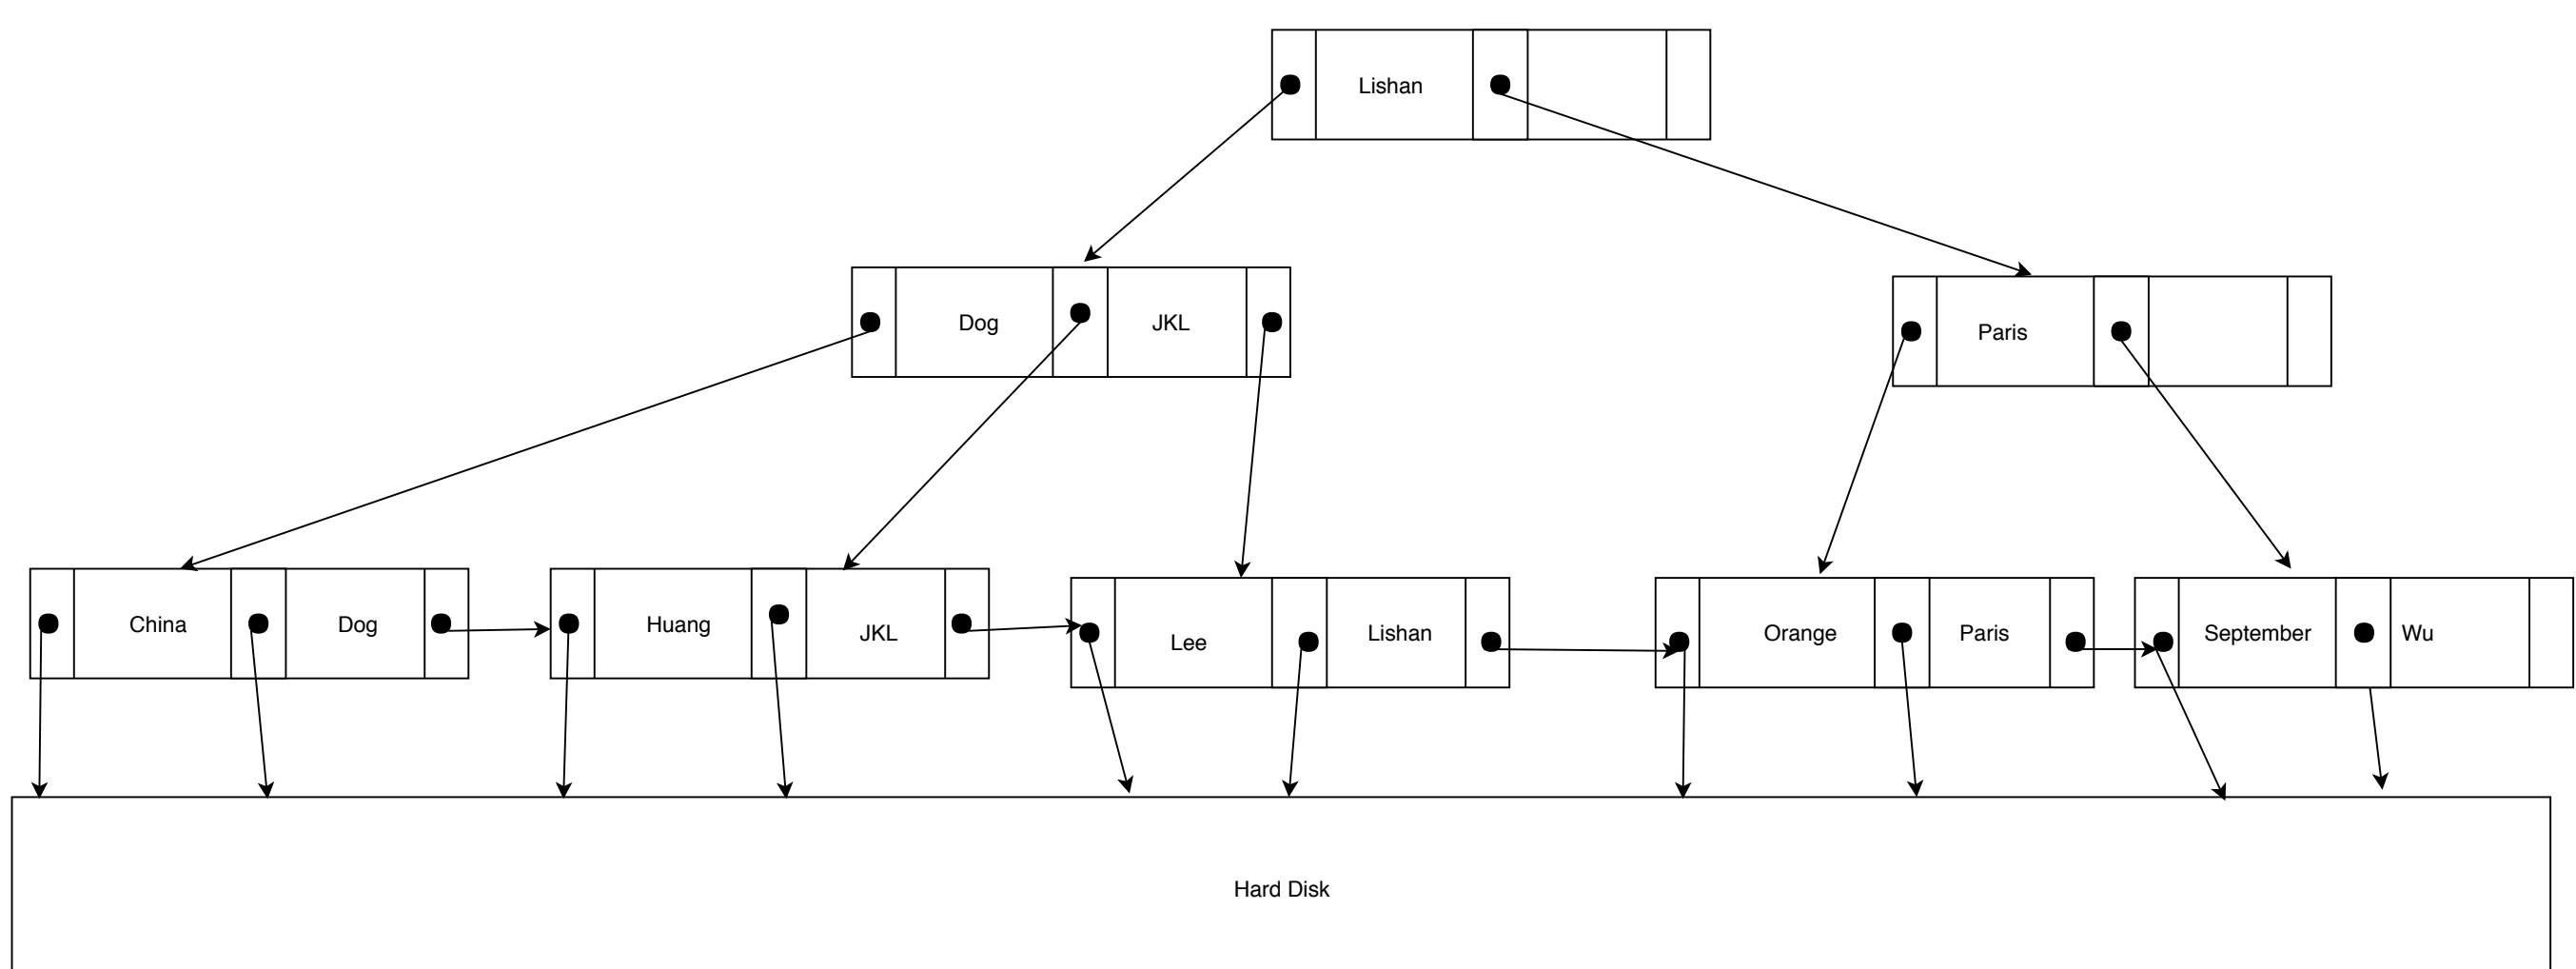 Lishan
Dog
JKL
Paris
China
Dog
Huang
JKL
Lee
Lishan
Orange
Paris
September
Wu
Hard Disk